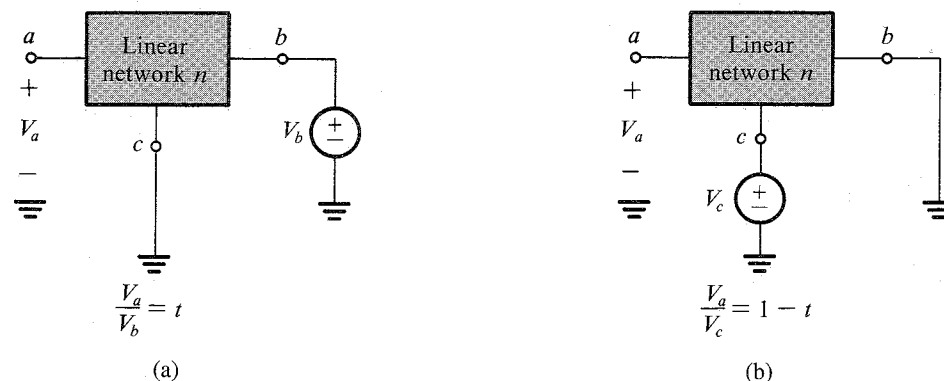 a
Linear
network n
b
+
V_a
−
c
V_b
+
−
V_a/V_b = t
(a)
a
Linear
network n
b
+
V_a
−
c
V_c
+
−
V_a/V_c = 1 − t
(b)